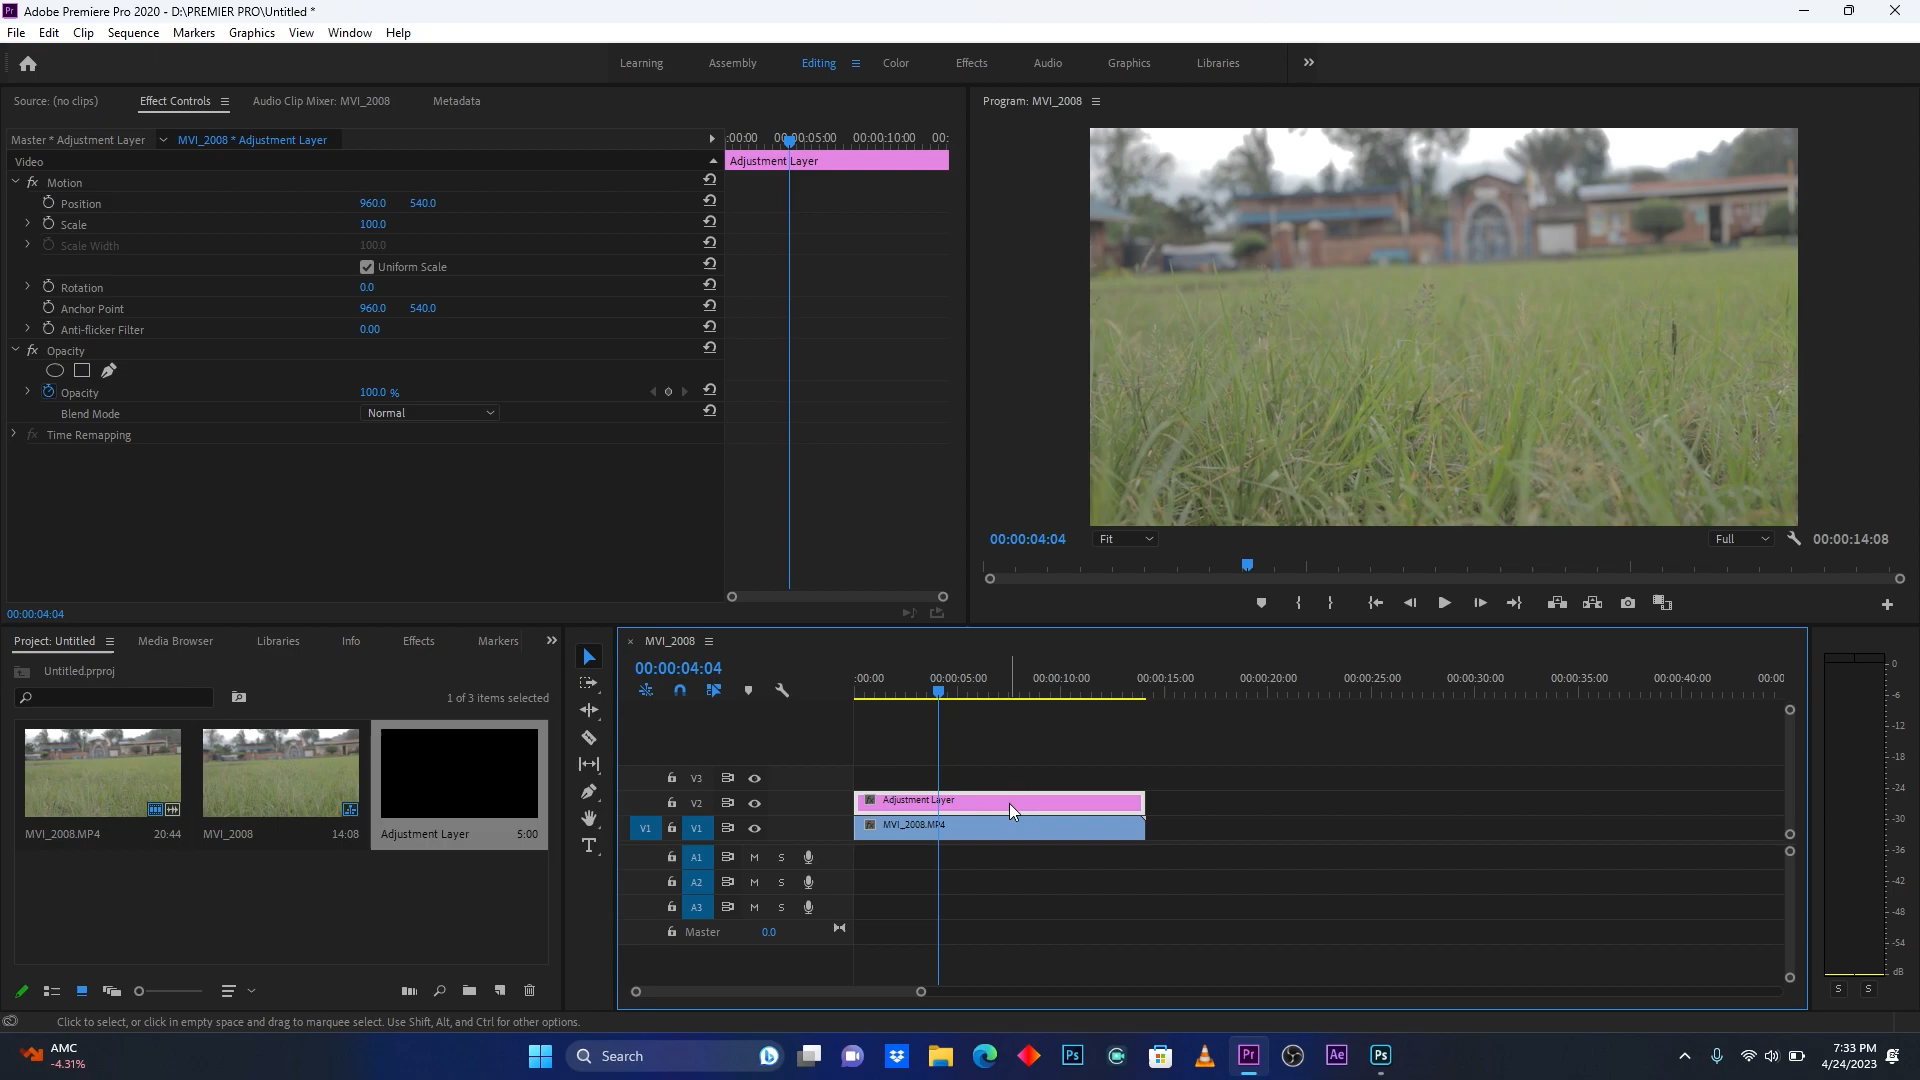 Adobe Premiere Pro 2020 - D:\PREMIER PRO\Untitled *
File Edit Clip Sequence Markers Graphics View Window Help
Learning Assembly Editing Color Effects Audio Graphics Libraries
Source: (no clips) Effect Controls Audio Clip Mixer: MVI_2008 Metadata
Program: MVI_2008
Master * Adjustment Layer MVI_2008 * Adjustment Layer
:00:00 00:00:05:00 00:00:10:00 00:
Video
Adjustment Layer
Motion
Position 960.0 540.0
Scale 100.0
Scale Width 100.0
Uniform Scale
Rotation 0.0
Anchor Point 960.0 540.0
Anti-flicker Filter 0.00
Opacity
Opacity 100.0 %
Blend Mode Normal
Time Remapping
00:00:04:04
00:00:04:04 Fit Full 00:00:14:08
Project: Untitled Media Browser Libraries Info Effects Markers
Untitled.prproj
1 of 3 items selected
MVI_2008.MP4 20:44
MVI_2008 14:08
Adjustment Layer 5:00
MVI_2008
00:00:04:04
:00:00 00:00:05:00 00:00:10:00 00:00:15:00 00:00:20:00 00:00:25:00 00:00:30:00 00:00:35:00 00:00:40:00 00:00
V3
V2 Adjustment Layer
V1 V1 MVI_2008.MP4
A1 M S
A2 M S
A3 M S
Master 0.0
0
-6
-12
-18
-24
-30
-36
-42
-48
-54
dB
S S
Click to select, or click in empty space and drag to marquee select. Use Shift, Alt, and Ctrl for other options.
AMC
-4.31%
Search
Ps
Pr
Ae
Ps
7:33 PM
4/24/2023